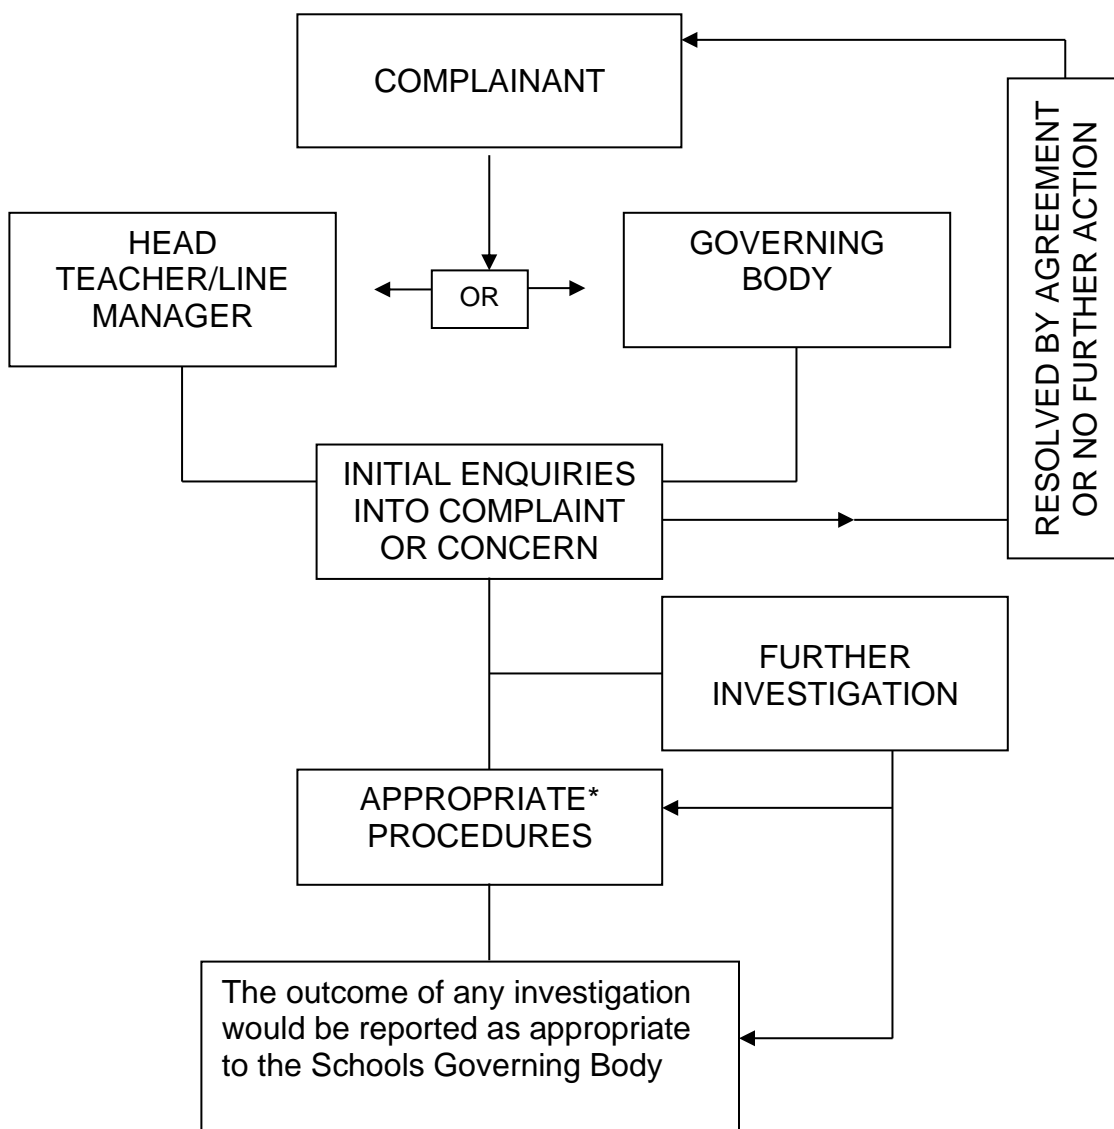 COMPLAINANT
RESOLVED BY AGREEMENT
OR NO FURTHER ACTION
HEAD
TEACHER/LINE
MANAGER
OR
GOVERNING
BODY
INITIAL ENQUIRIES
INTO COMPLAINT
OR CONCERN
FURTHER
INVESTIGATION
APPROPRIATE*
PROCEDURES
The outcome of any investigation
would be reported as appropriate
to the Schools Governing Body